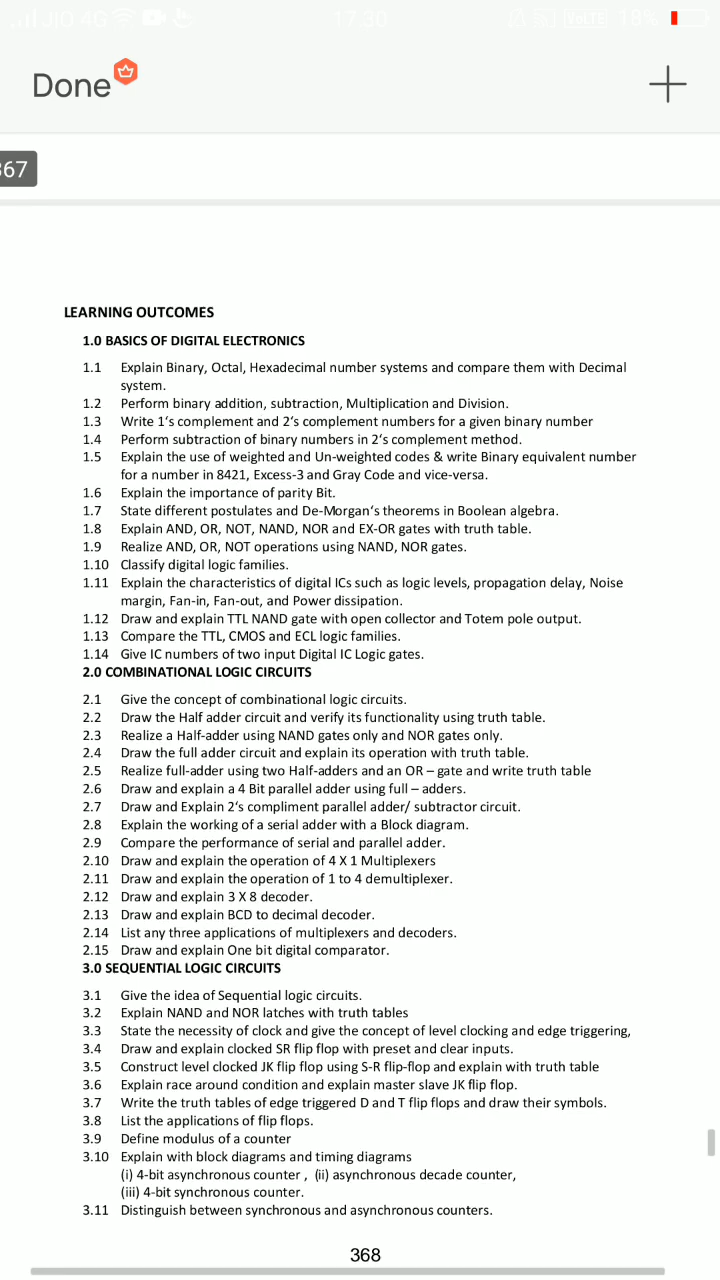 JIO 4G 17:30 VoLTE 18%
Done
367
LEARNING OUTCOMES
1.0 BASICS OF DIGITAL ELECTRONICS
1.1 Explain Binary, Octal, Hexadecimal number systems and compare them with Decimal
system.
1.2 Perform binary addition, subtraction, Multiplication and Division.
1.3 Write 1's complement and 2's complement numbers for a given binary number
1.4 Perform subtraction of binary numbers in 2's complement method.
1.5 Explain the use of weighted and Un-weighted codes & write Binary equivalent number
for a number in 8421, Excess-3 and Gray Code and vice-versa.
1.6 Explain the importance of parity Bit.
1.7 State different postulates and De-Morgan's theorems in Boolean algebra.
1.8 Explain AND, OR, NOT, NAND, NOR and EX-OR gates with truth table.
1.9 Realize AND, OR, NOT operations using NAND, NOR gates.
1.10 Classify digital logic families.
1.11 Explain the characteristics of digital ICs such as logic levels, propagation delay, Noise
margin, Fan-in, Fan-out, and Power dissipation.
1.12 Draw and explain TTL NAND gate with open collector and Totem pole output.
1.13 Compare the TTL, CMOS and ECL logic families.
1.14 Give IC numbers of two input Digital IC Logic gates.
2.0 COMBINATIONAL LOGIC CIRCUITS
2.1 Give the concept of combinational logic circuits.
2.2 Draw the Half adder circuit and verify its functionality using truth table.
2.3 Realize a Half-adder using NAND gates only and NOR gates only.
2.4 Draw the full adder circuit and explain its operation with truth table.
2.5 Realize full-adder using two Half-adders and an OR – gate and write truth table
2.6 Draw and explain a 4 Bit parallel adder using full – adders.
2.7 Draw and Explain 2's compliment parallel adder/ subtractor circuit.
2.8 Explain the working of a serial adder with a Block diagram.
2.9 Compare the performance of serial and parallel adder.
2.10 Draw and explain the operation of 4 X 1 Multiplexers
2.11 Draw and explain the operation of 1 to 4 demultiplexer.
2.12 Draw and explain 3 X 8 decoder.
2.13 Draw and explain BCD to decimal decoder.
2.14 List any three applications of multiplexers and decoders.
2.15 Draw and explain One bit digital comparator.
3.0 SEQUENTIAL LOGIC CIRCUITS
3.1 Give the idea of Sequential logic circuits.
3.2 Explain NAND and NOR latches with truth tables
3.3 State the necessity of clock and give the concept of level clocking and edge triggering,
3.4 Draw and explain clocked SR flip flop with preset and clear inputs.
3.5 Construct level clocked JK flip flop using S-R flip-flop and explain with truth table
3.6 Explain race around condition and explain master slave JK flip flop.
3.7 Write the truth tables of edge triggered D and T flip flops and draw their symbols.
3.8 List the applications of flip flops.
3.9 Define modulus of a counter
3.10 Explain with block diagrams and timing diagrams
(i) 4-bit asynchronous counter , (ii) asynchronous decade counter,
(iii) 4-bit synchronous counter.
3.11 Distinguish between synchronous and asynchronous counters.
368